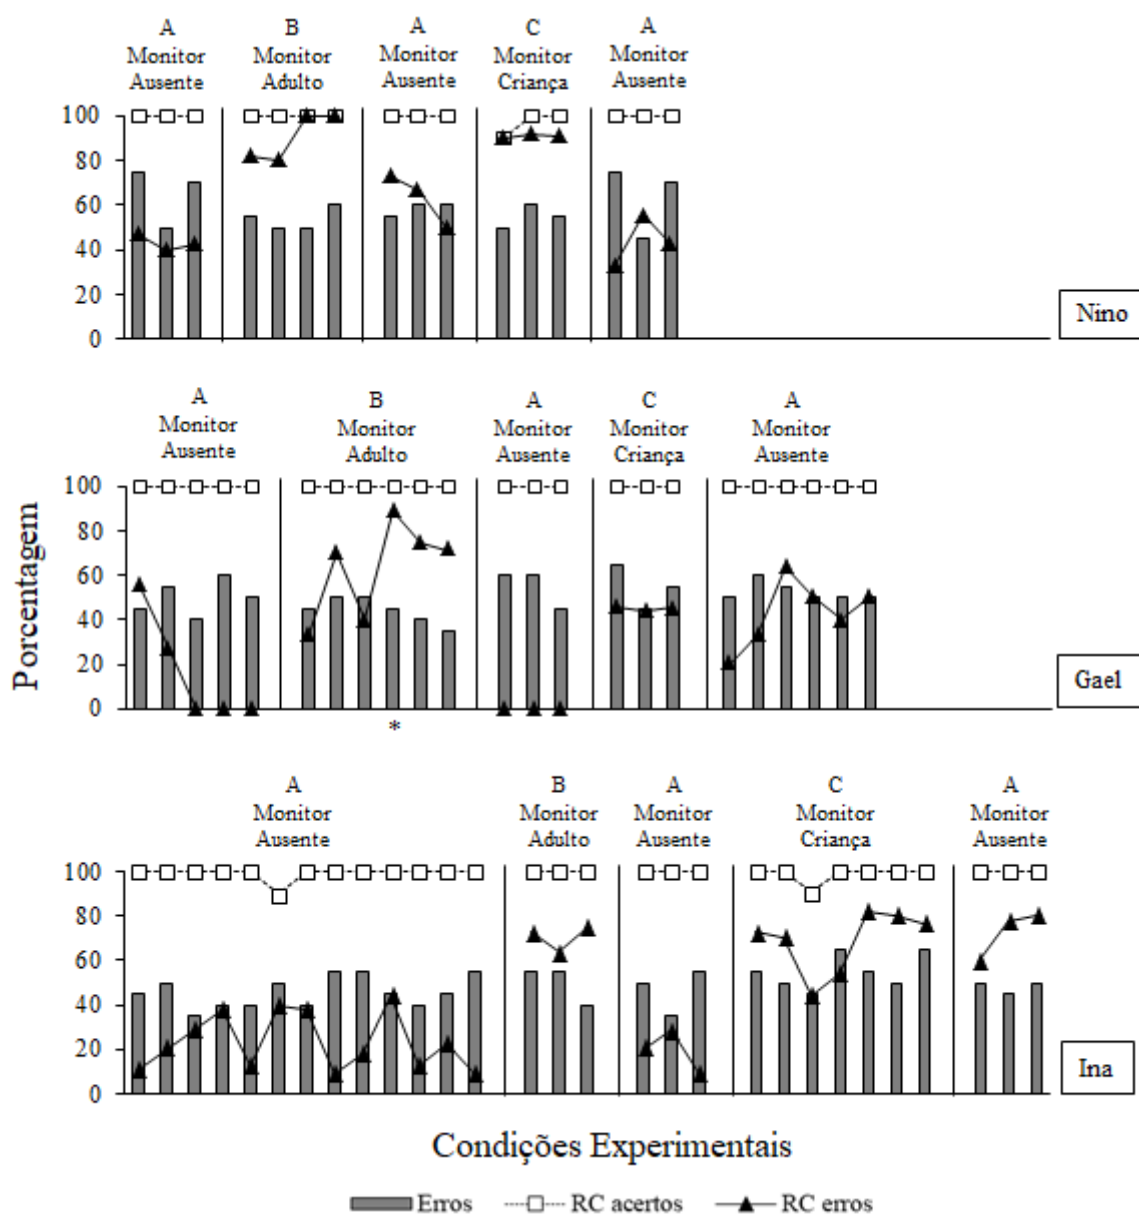 A
Monitor
Ausente
B
Monitor
Adulto
A
Monitor
Ausente
C
Monitor
Criança
A
Monitor
Ausente
100
80
60
40
20
0
Nino
A
Monitor
Ausente
B
Monitor
Adulto
A
Monitor
Ausente
C
Monitor
Criança
A
Monitor
Ausente
100
80
60
40
20
0
*
Gael
Porcentagem
A
Monitor
Ausente
B
Monitor
Adulto
A
Monitor
Ausente
C
Monitor
Criança
A
Monitor
Ausente
100
80
60
40
20
0
Ina
Condições Experimentais
Erros RC acertos RC erros